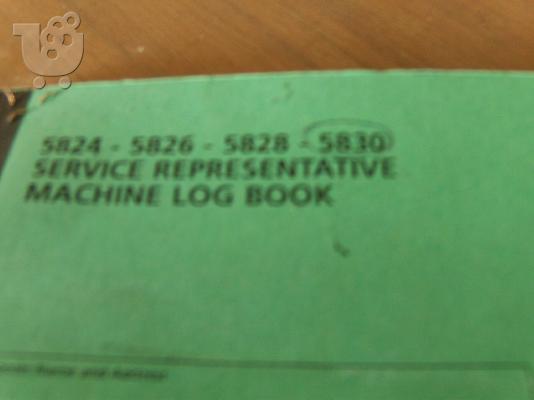 5824 - 5826 - 5828 - 5830
SERVICE REPRESENTATIVE
MACHINE LOG BOOK